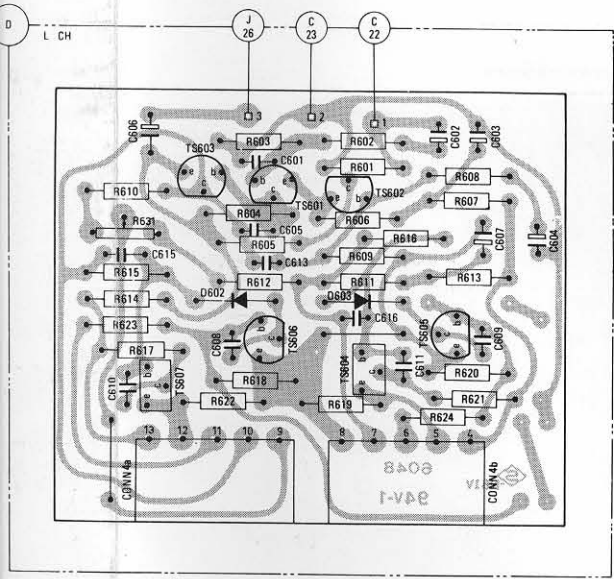 D
L CH
J
26
C
23
C
22
3
2
1
C606
R603
R602
C602
C603
TS603
C601
R601
e b
c
b e
c
TS601
b
e
c
TS602
R608
R610
R607
R604
R606
R631
C605
R616
C607
C604
R605
C615
C613
R609
R615
R612
R611
R613
D602
D603
R614
C616
R623
C608
b
c
e
TS606
TS605
b
c
e
C609
R617
TS604
b
c
e
C611
R618
R620
C610
b
c
e
TS607
R622
R619
R621
R624
13 12 11 10 9
8 7 6 5 4
CONN4a
6048
94V-1
CONN4b